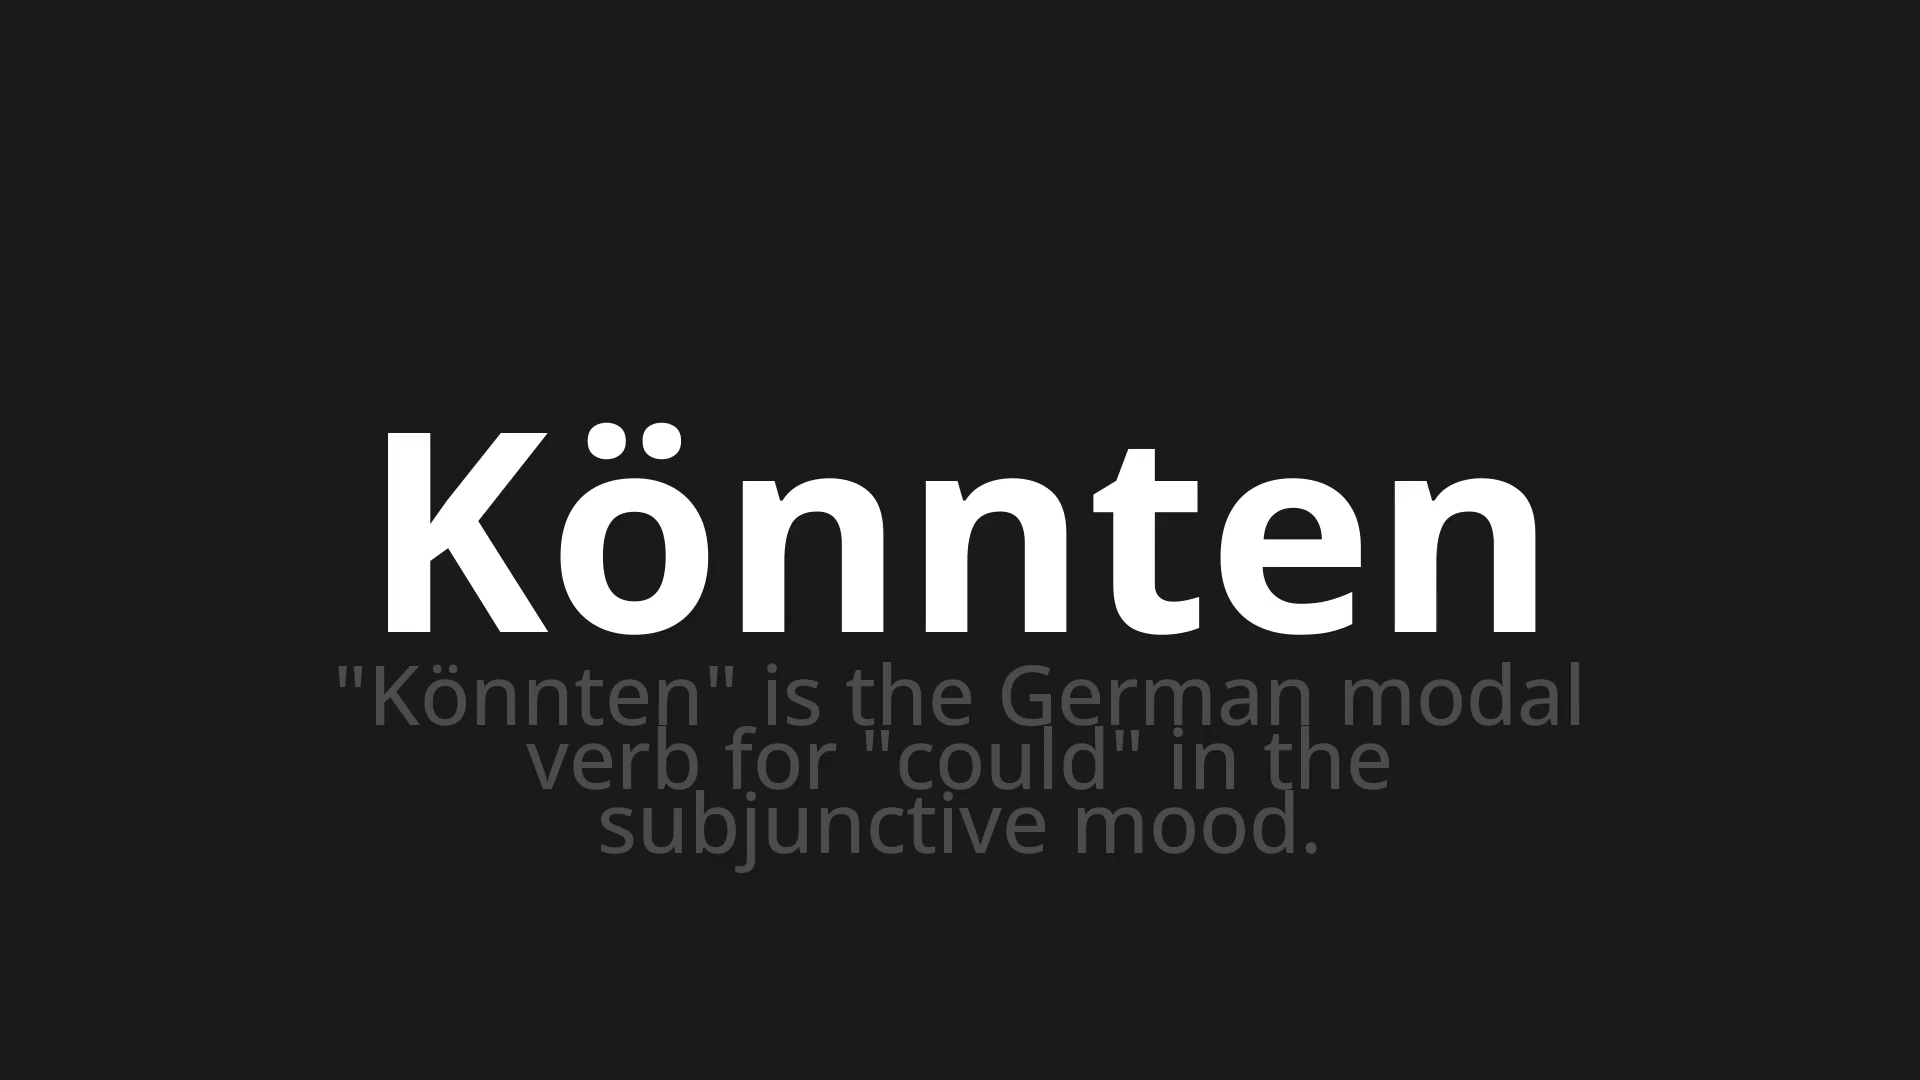 Könnten
"Könnten" is the German modal
verb for "could" in the
subjunctive mood.